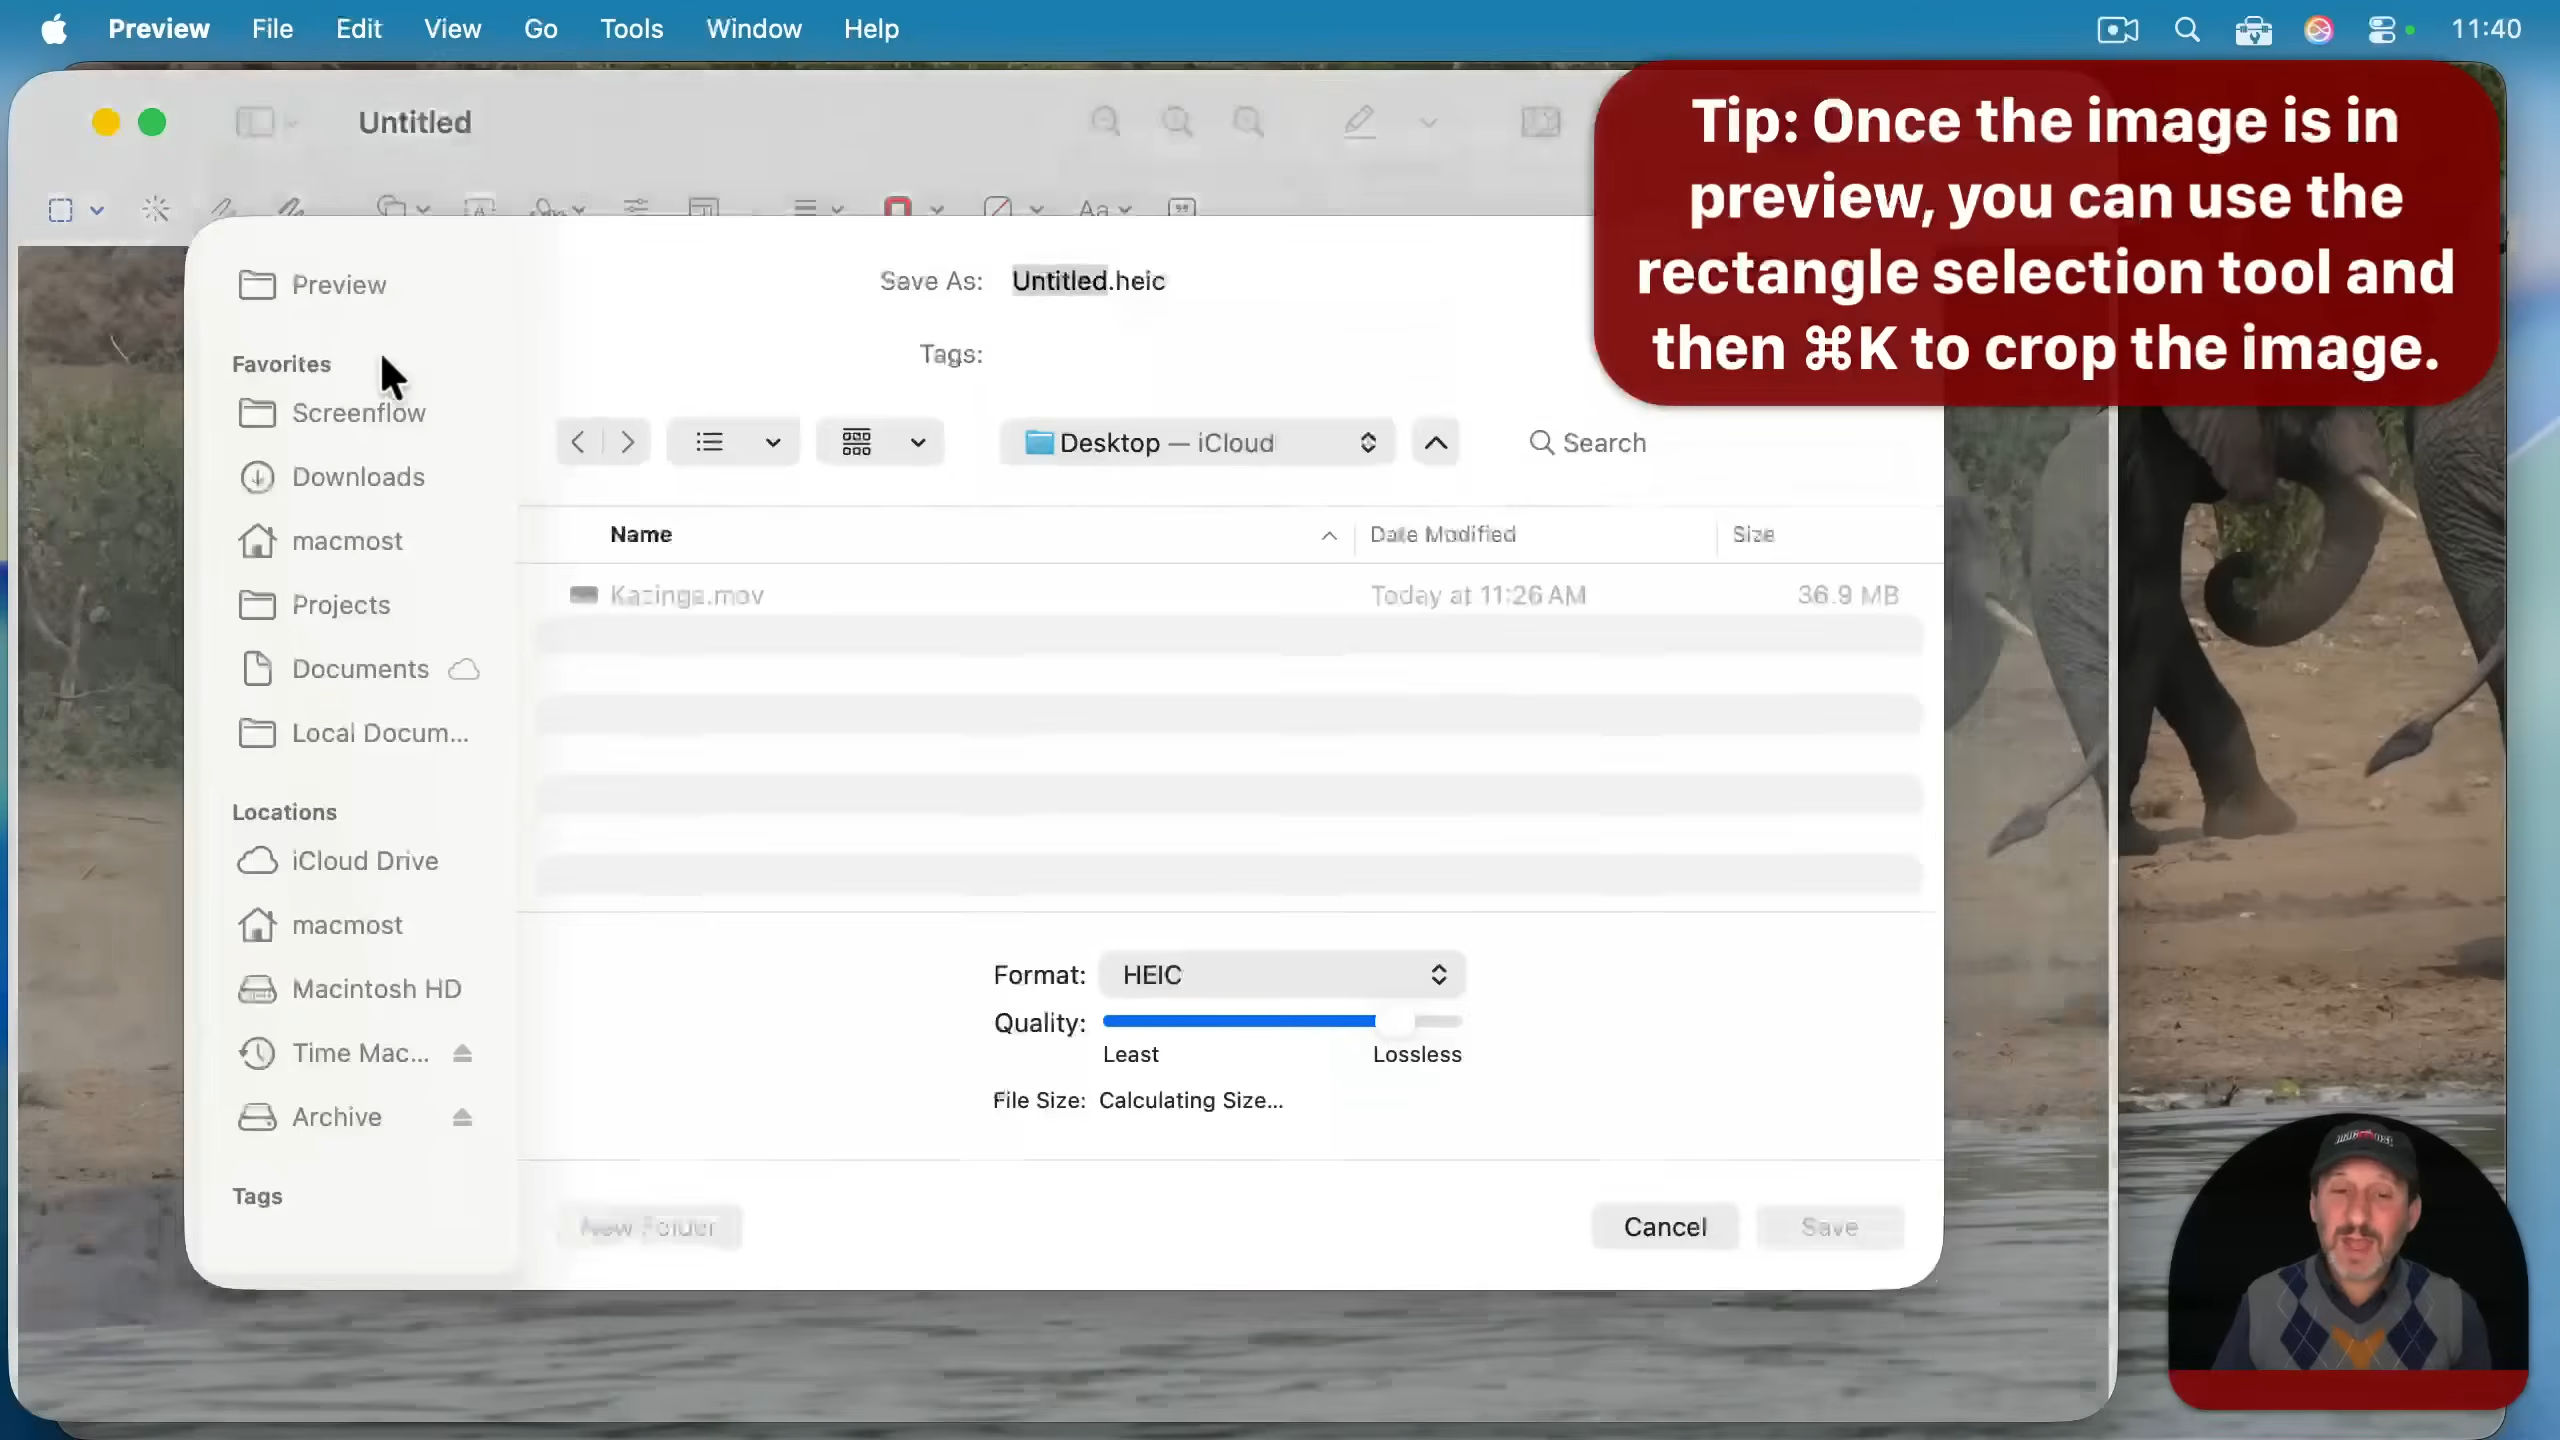 Preview File Edit View Go Tools Window Help 11:40
Untitled
Tip: Once the image is in
preview, you can use the
rectangle selection tool and
then ⌘K to crop the image.
Aa
Preview
Favorites
Screenflow
Downloads
macmost
Projects
Documents
Local Docum...
Locations
iCloud Drive
macmost
Macintosh HD
Time Mac...
Archive
Tags
Save As: Untitled.heic
Tags:
Desktop — iCloud
Search
Name Date Modified Size
Kazinga.mov Today at 11:26 AM 36.9 MB
Format: HEIC
Quality:
Least Lossless
File Size: Calculating Size...
New Folder Cancel Save